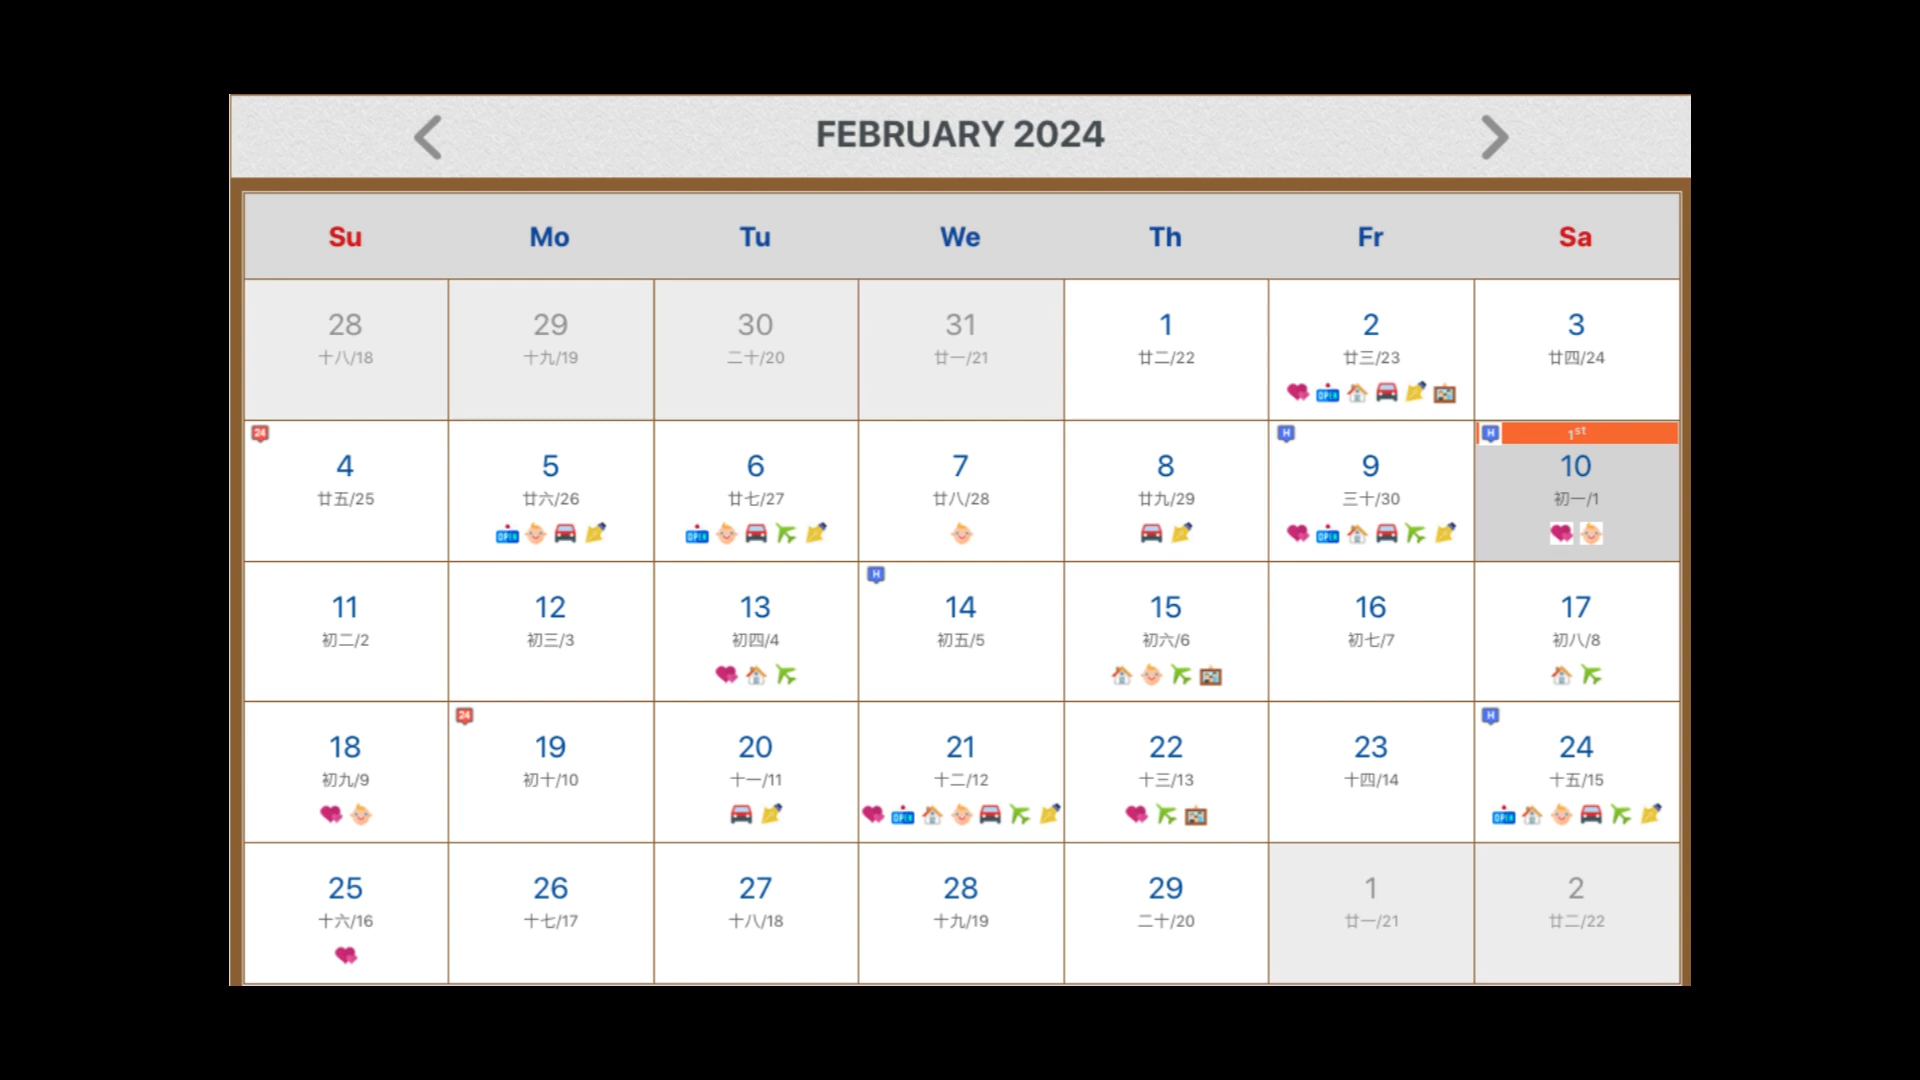 FEBRUARY 2024
Su Mo Tu We Th Fr Sa
28 29 30 31 1 2 3
十八/18 十九/19 二十/20 廿一/21 廿二/22 廿三/23 廿四/24
OPEN
24 H H 1st
4 5 6 7 8 9 10
廿五/25 廿六/26 廿七/27 廿八/28 廿九/29 三十/30 初一/1
OPEN OPEN OPEN
H
11 12 13 14 15 16 17
初二/2 初三/3 初四/4 初五/5 初六/6 初七/7 初八/8
24 H
18 19 20 21 22 23 24
初九/9 初十/10 十一/11 十二/12 十三/13 十四/14 十五/15
OPEN OPEN
25 26 27 28 29 1 2
十六/16 十七/17 十八/18 十九/19 二十/20 廿一/21 廿二/22